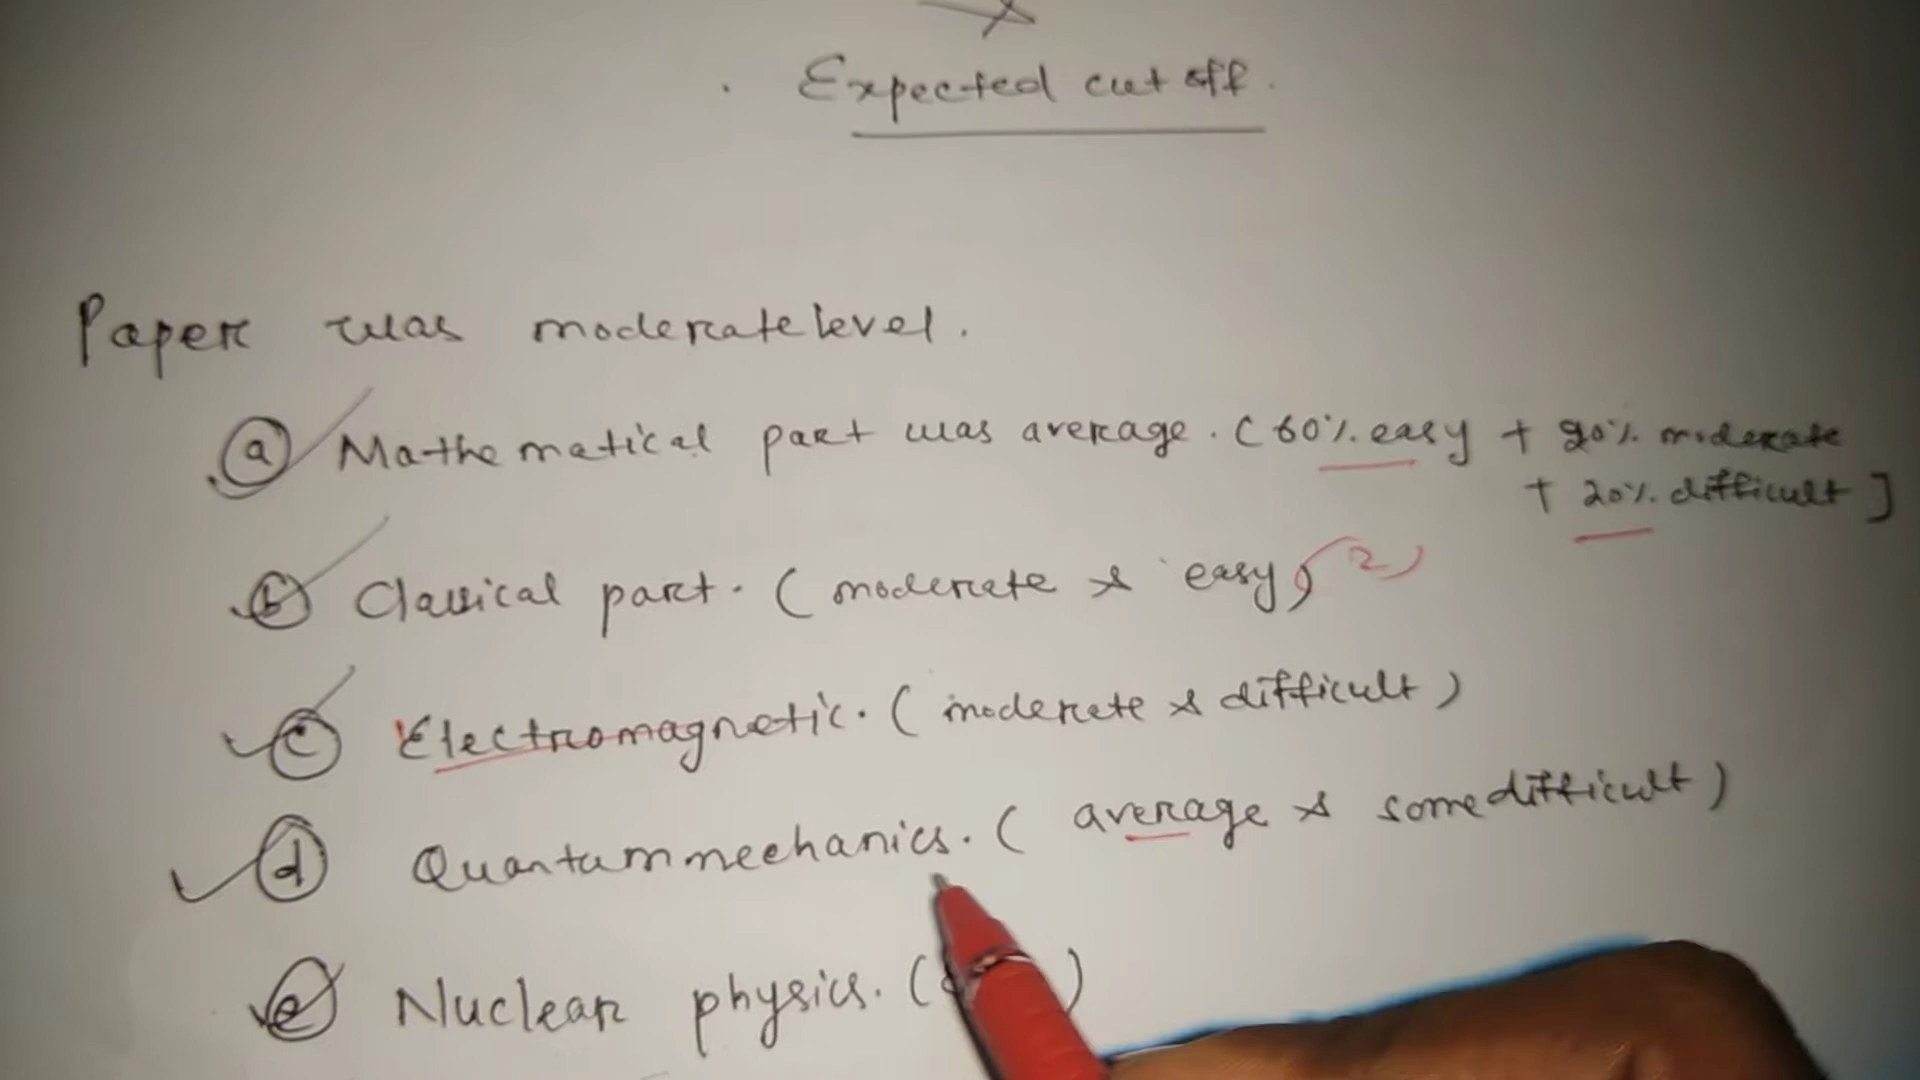 Expected cut off.
Paper was moderate level.
(a) Mathematical part was average. (60% easy + 20% moderate
+ 20% difficult]
(b) Classical part. (moderate & easy) (2)
(c) Electromagnetic. (moderate & difficult)
(d) Quantum mechanics. (average & some difficult)
(e) Nuclear physics. ( )